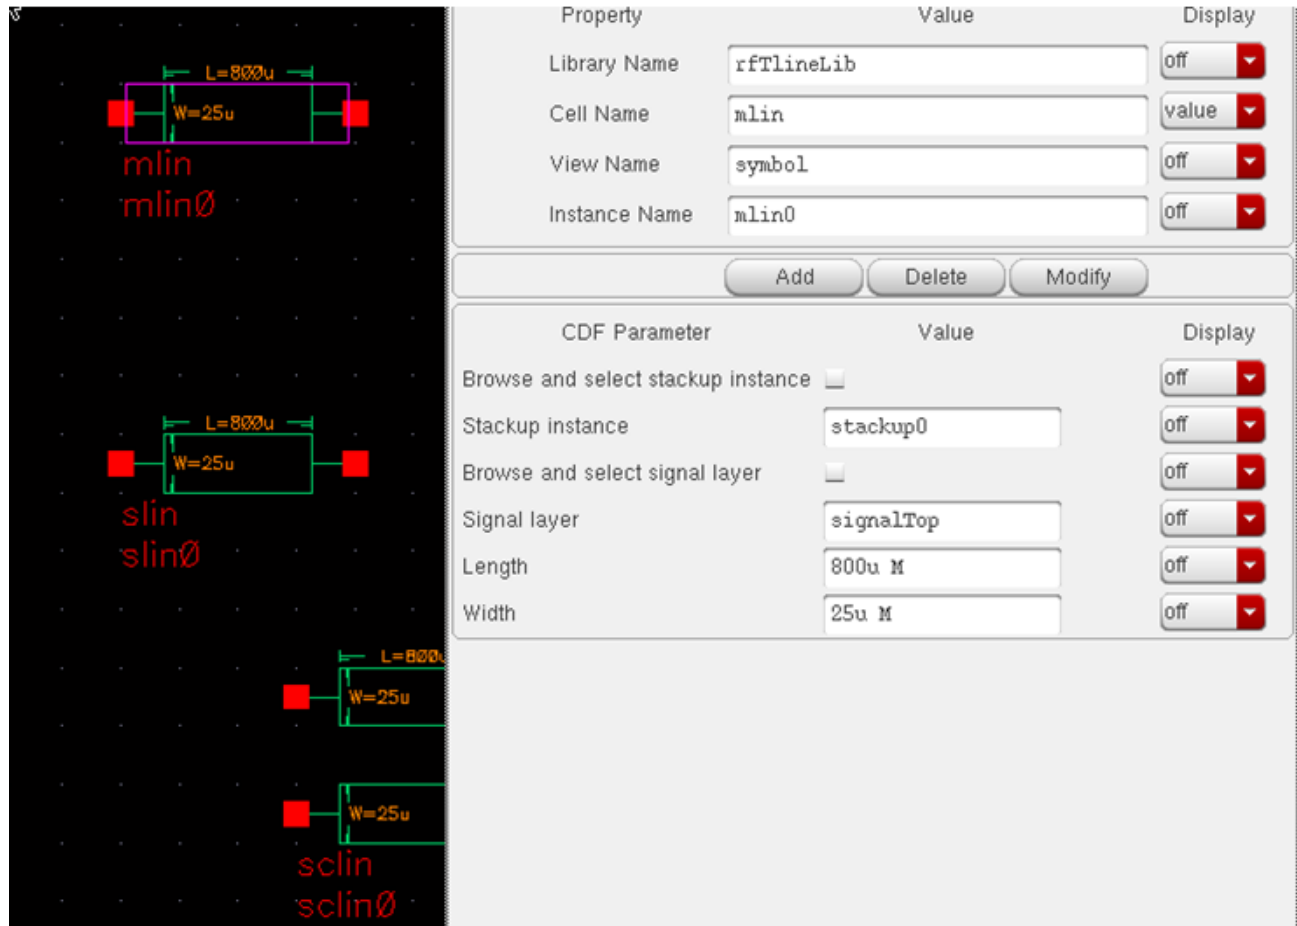 L=800u
W=25u
mlin
mlin0
L=800u
W=25u
slin
slin0
L=800u
W=25u
W=25u
sclin
sclin0
Property Value Display
Library Name rfTlineLib off
Cell Name mlin value
View Name symbol off
Instance Name mlin0 off
Add Delete Modify
CDF Parameter Value Display
Browse and select stackup instance off
Stackup instance stackup0 off
Browse and select signal layer off
Signal layer signalTop off
Length 800u M off
Width 25u M off